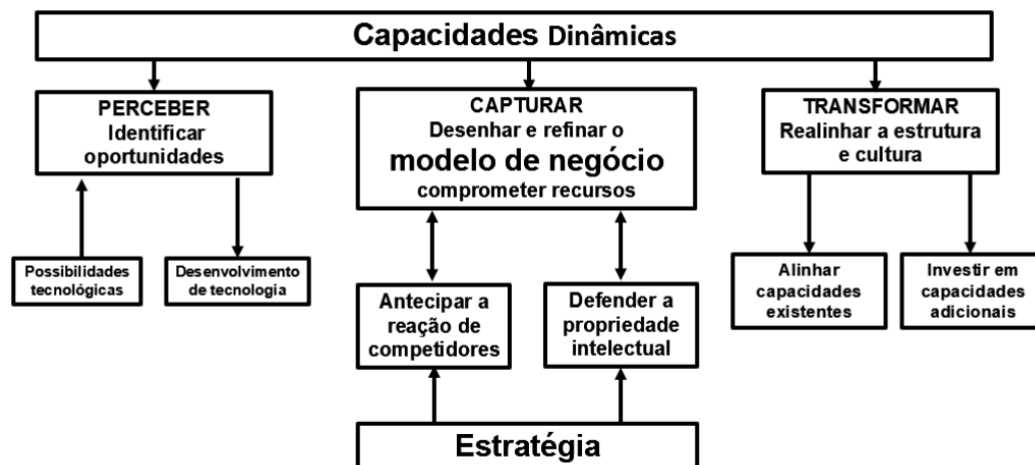 Capacidades Dinâmicas
PERCEBER
Identificar
oportunidades
CAPTURAR
Desenhar e refinar o
modelo de negócio
comprometer recursos
TRANSFORMAR
Realinhar a estrutura
e cultura
Possibilidades
tecnológicas
Desenvolvimento
de tecnologia
Antecipar a
reação de
competidores
Defender a
propriedade
intelectual
Alinhar
capacidades
existentes
Investir em
capacidades
adicionais
Estratégia